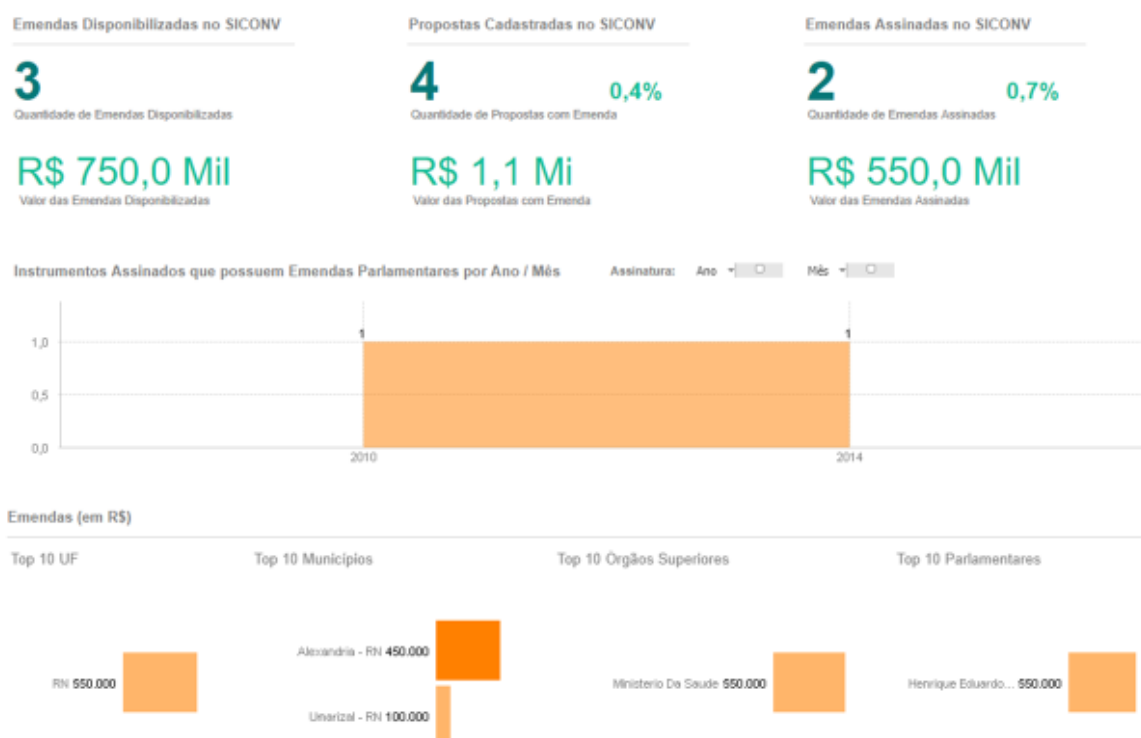 Emendas Disponibilizadas no SICONV
Propostas Cadastradas no SICONV
Emendas Assinadas no SICONV
3
4
0,4%
2
0,7%
Quantidade de Emendas Disponibilizadas
Quantidade de Propostas com Emenda
Quantidade de Emendas Assinadas
R$ 750,0 Mil
R$ 1,1 Mi
R$ 550,0 Mil
Valor das Emendas Disponibilizadas
Valor das Propostas com Emenda
Valor das Emendas Assinadas
Instrumentos Assinados que possuem Emendas Parlamentares por Ano / Mês
Assinatura: Ano
Mês
1
1
1,0
0,5
0,0
2010
2014
Emendas (em R$)
Top 10 UF
Top 10 Municípios
Top 10 Órgãos Superiores
Top 10 Parlamentares
Alexandria - RN 450.000
RN 550.000
Ministerio Da Saude 550.000
Henrique Eduardo... 550.000
Umarizal - RN 100.000